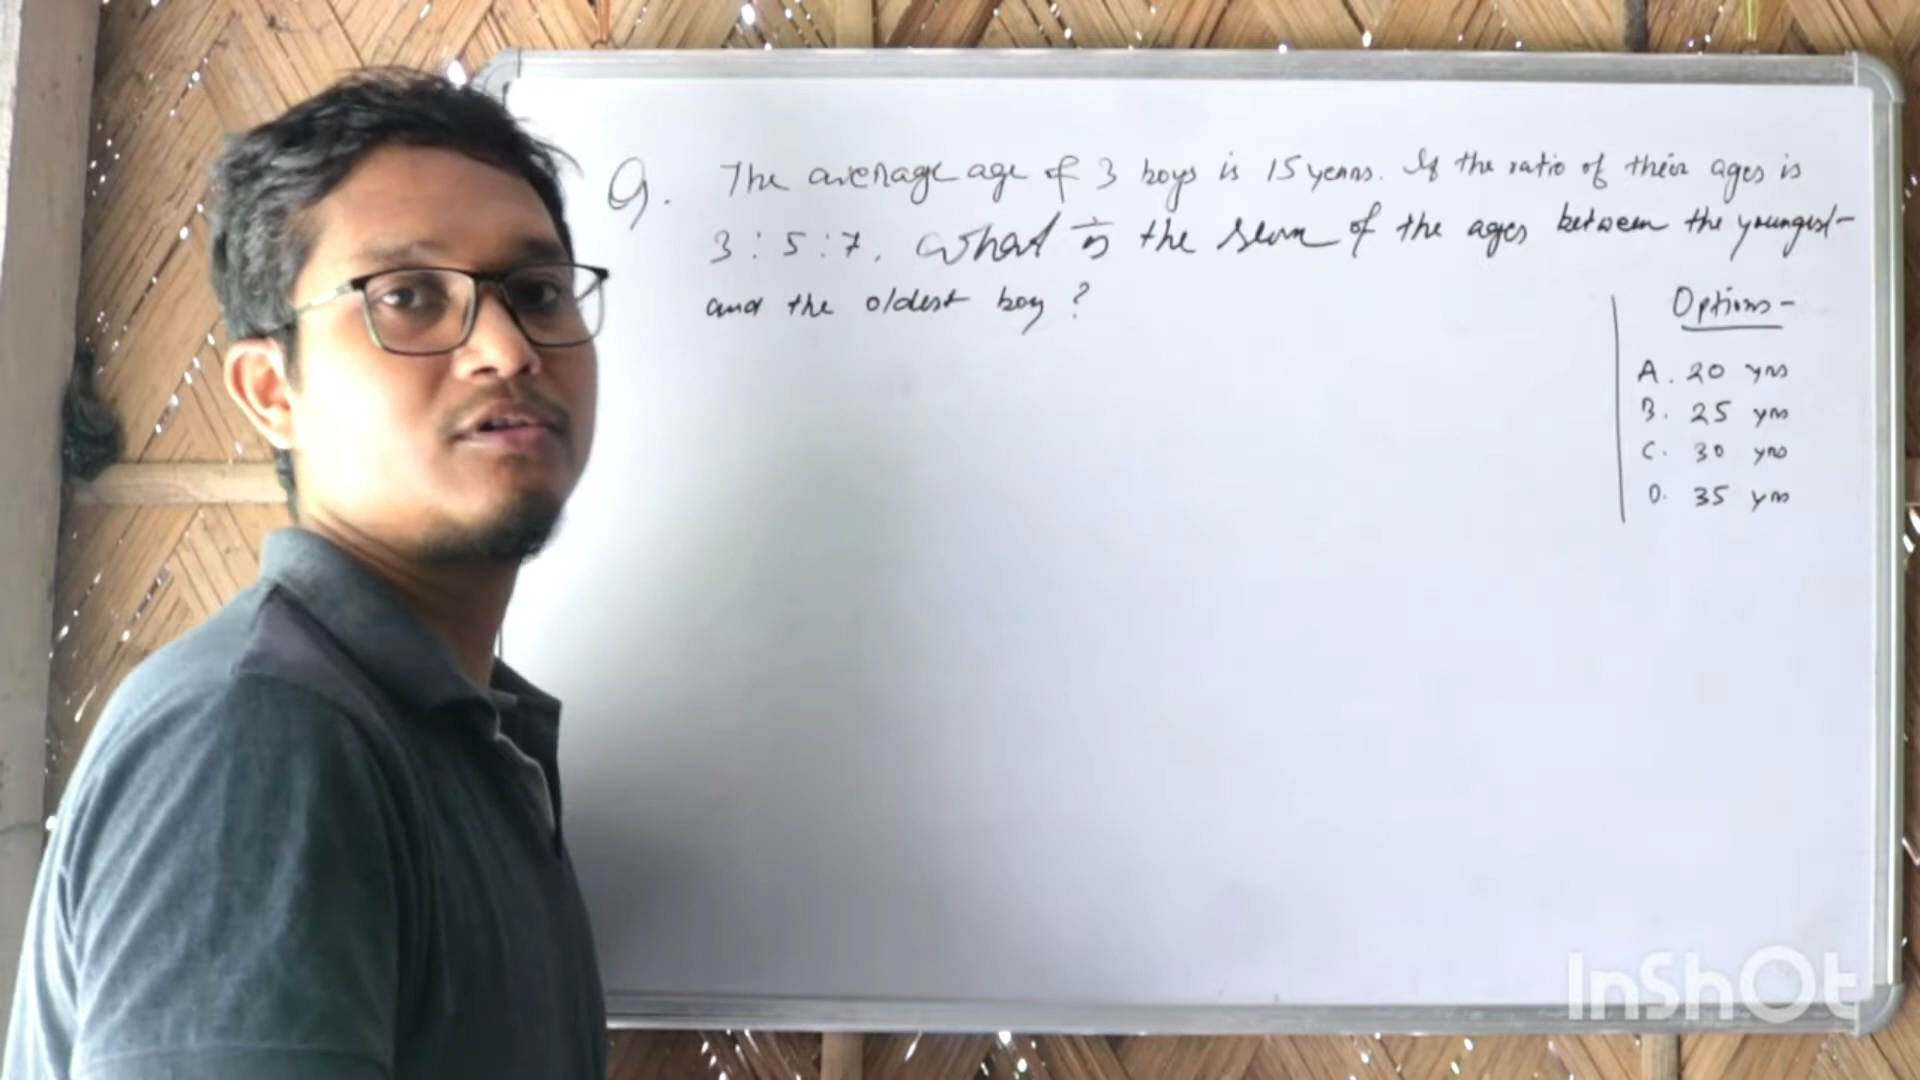 Q. The average age of 3 boys is 15 years. If the ratio of their ages is
3 : 5 : 7. What is the sum of the ages between the youngest
and the oldest boy ?
Options -
A. 20 yrs
B. 25 yrs
C. 30 yrs
D. 35 yrs
InShOt